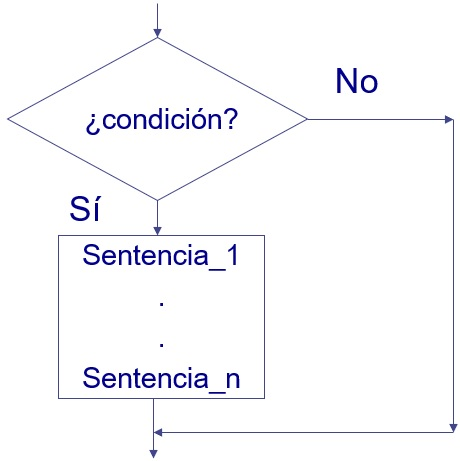 No
¿condición?
Sí
Sentencia_1
.
.
Sentencia_n